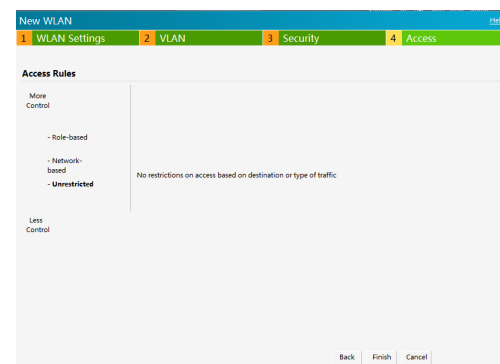 New WLAN
1 WLAN Settings 2 VLAN 3 Security 4 Access
Access Rules
More
Control
- Role-based
- Network-
based
- Unrestricted
No restrictions on access based on destination or type of traffic
Less
Control
Back Finish Cancel